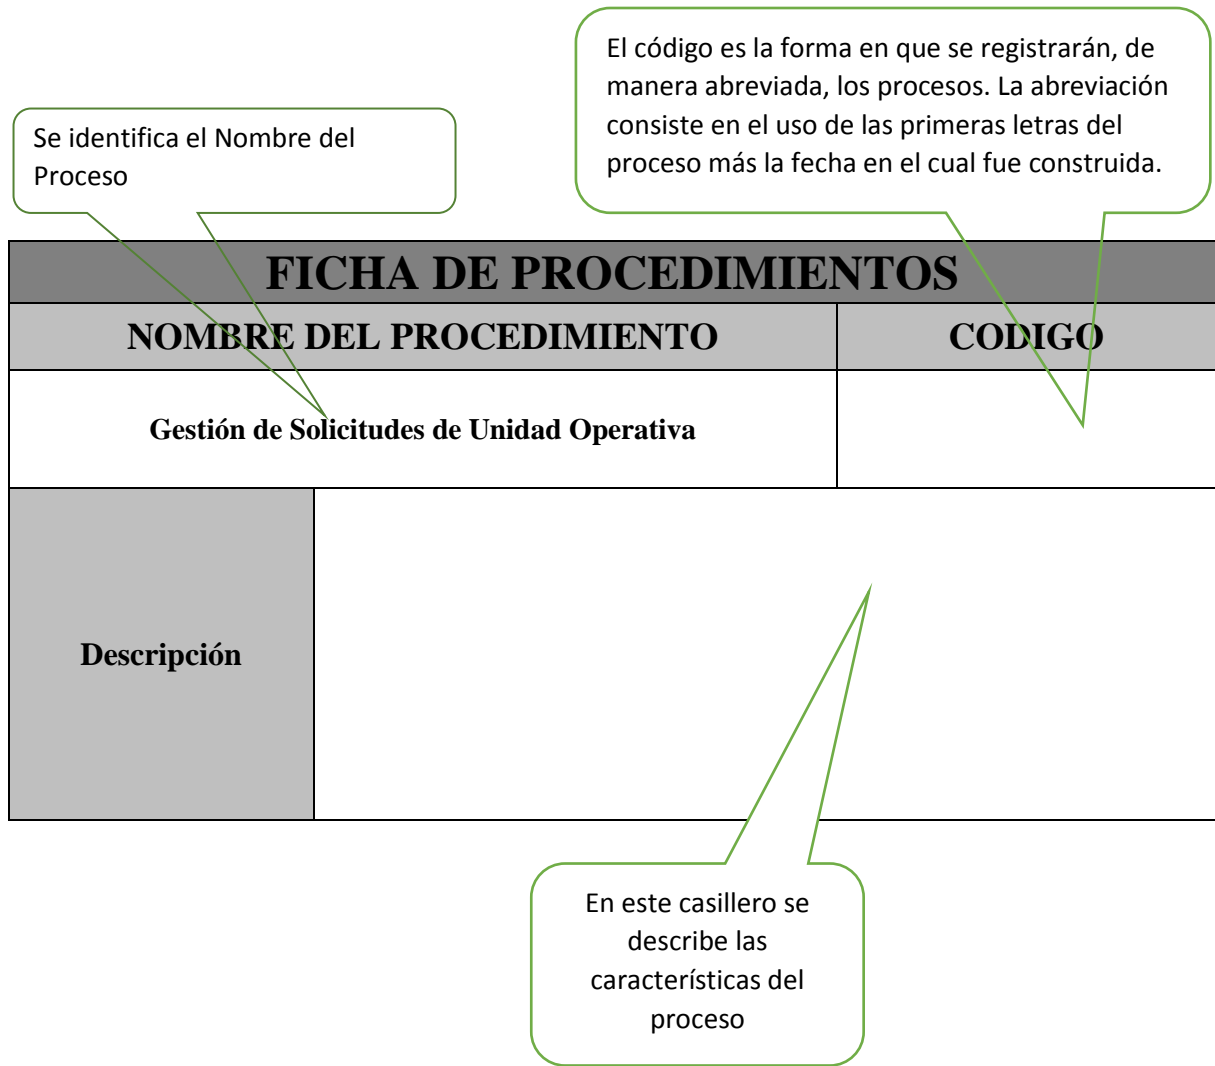 El código es la forma en que se registrarán, de
manera abreviada, los procesos. La abreviación
consiste en el uso de las primeras letras del
proceso más la fecha en el cual fue construida.
Se identifica el Nombre del
Proceso
FICHA DE PROCEDIMIENTOS
NOMBRE DEL PROCEDIMIENTO
CODIGO
Gestión de Solicitudes de Unidad Operativa
Descripción
En este casillero se
describe las
características del
proceso